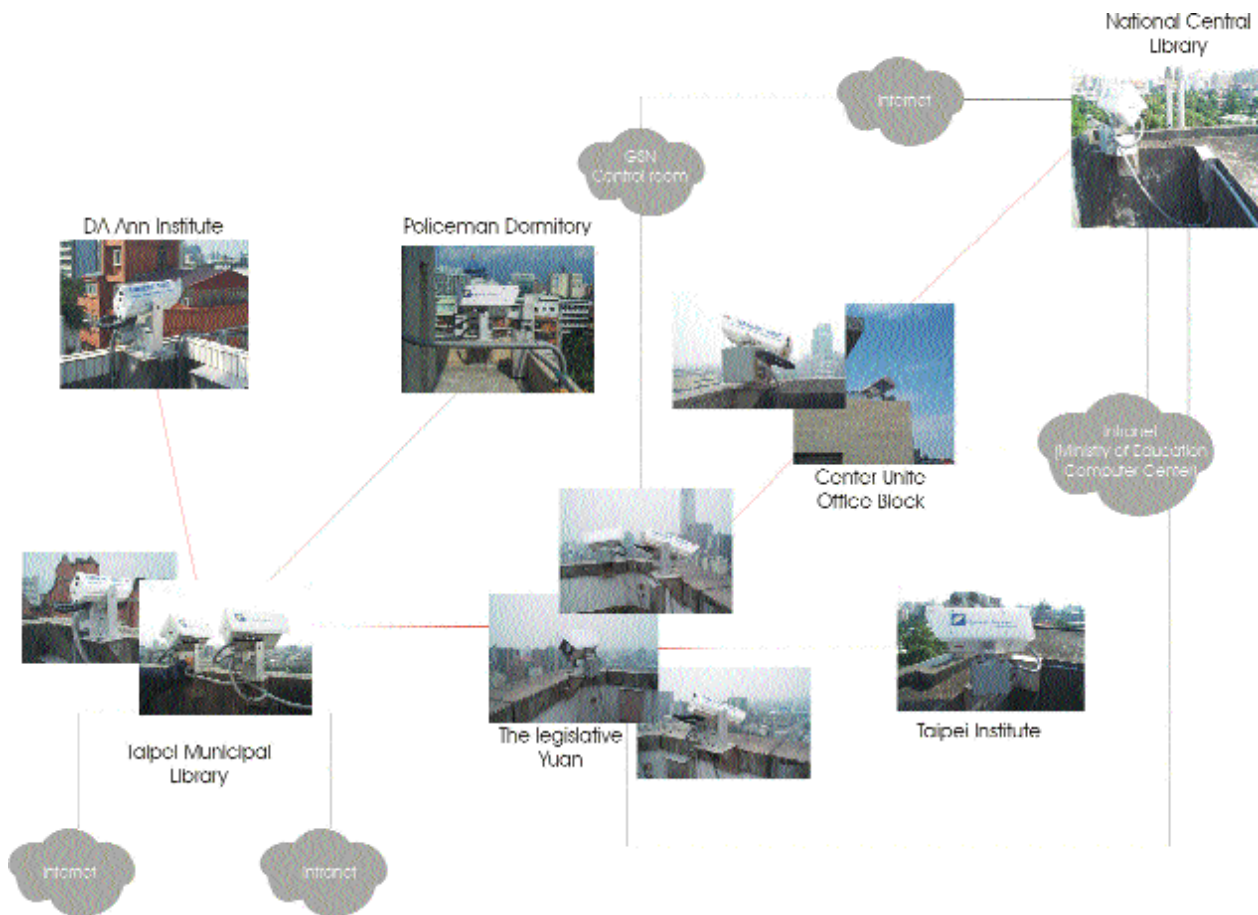 National Central
Library
Internet
GSN
Control room
DA Ann Institute
Policeman Dormitory
Intranet
(Ministry of Education
Computer Center)
Center Unite
Office Block
Taipei Municipal
Library
The legislative
Yuan
Taipei Institute
Internet
Intranet